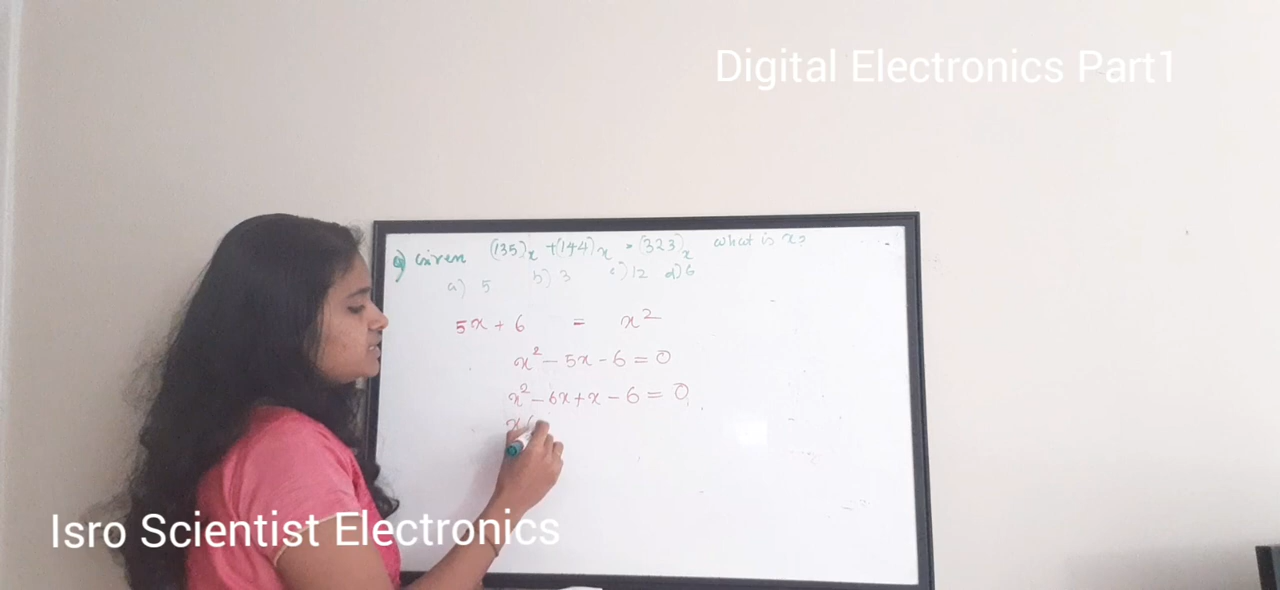 Digital Electronics Part1
Q) Given (135)x + (144)x = (323)x what is x?
a) 5 b) 3 c) 12 d) 6
5x + 6 = x²
x² - 5x - 6 = 0
x² - 6x + x - 6 = 0
x(
Isro Scientist Electronics